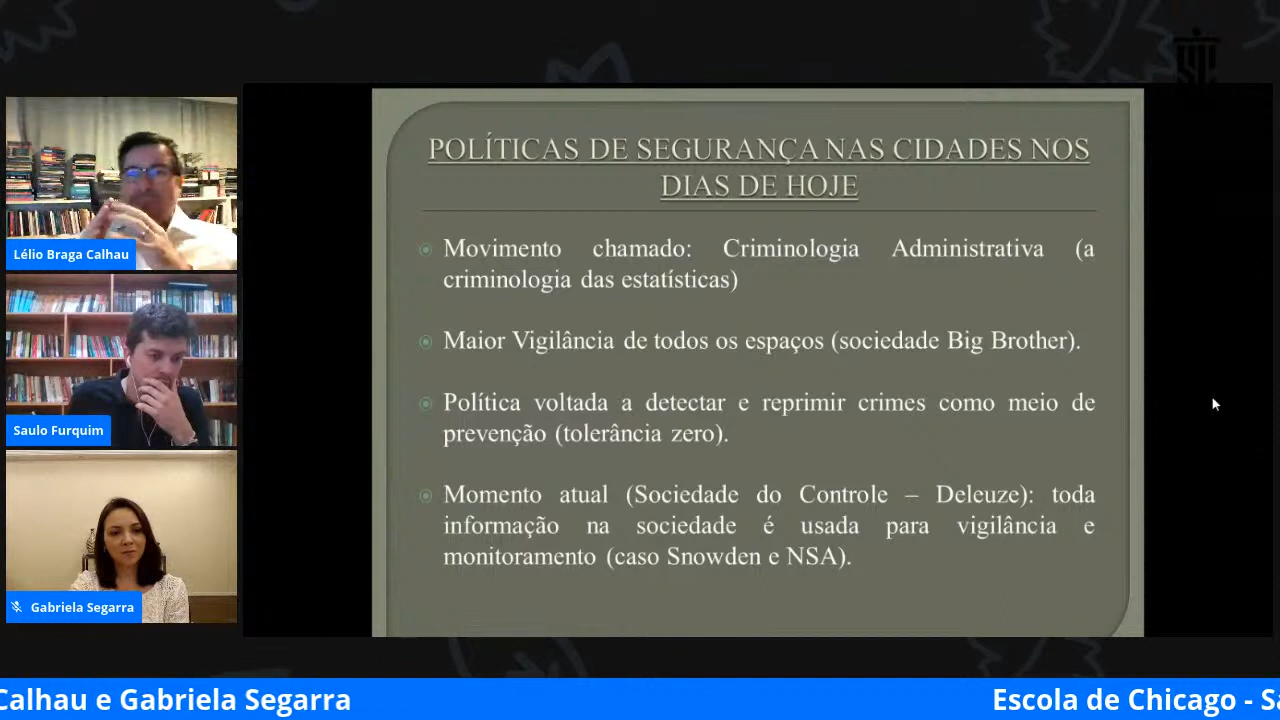 POLÍTICAS DE SEGURANÇA NAS CIDADES NOS
DIAS DE HOJE
Movimento chamado: Criminologia Administrativa (a
criminologia das estatísticas)
Maior Vigilância de todos os espaços (sociedade Big Brother).
Política voltada a detectar e reprimir crimes como meio de
prevenção (tolerância zero).
Momento atual (Sociedade do Controle – Deleuze): toda
informação na sociedade é usada para vigilância e
monitoramento (caso Snowden e NSA).
Lélio Braga Calhau
Saulo Furquim
Gabriela Segarra
Calhau e Gabriela Segarra
Escola de Chicago - Sa